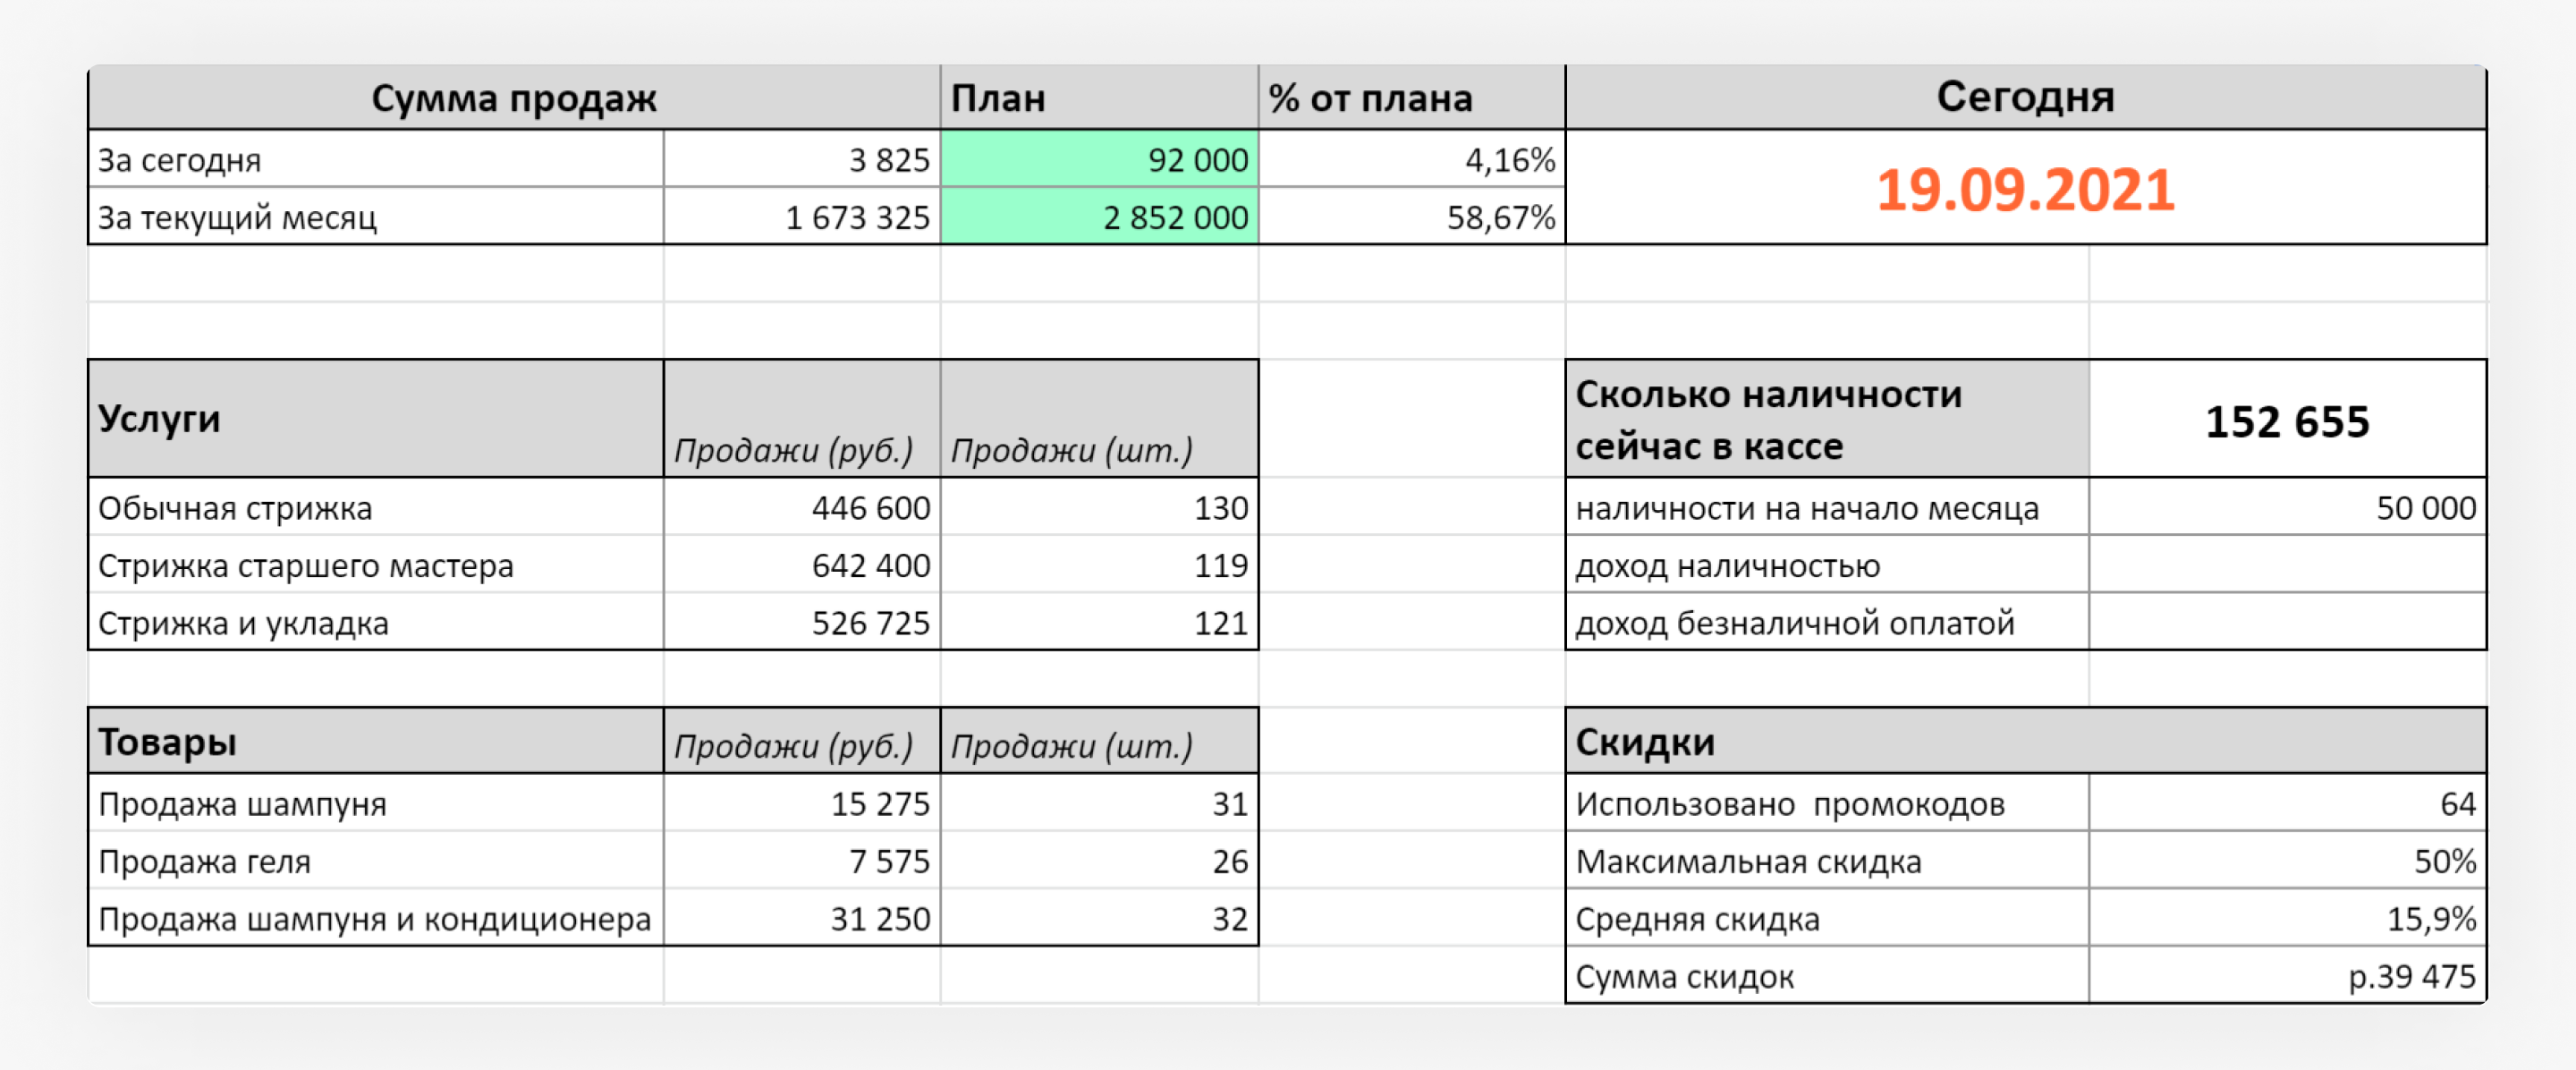 Сумма продаж План % от плана Сегодня
За сегодня 3 825 92 000 4,16% 19.09.2021
За текущий месяц 1 673 325 2 852 000 58,67%
Услуги Продажи (руб.) Продажи (шт.)
Обычная стрижка 446 600 130
Стрижка старшего мастера 642 400 119
Стрижка и укладка 526 725 121
Сколько наличности
сейчас в кассе 152 655
наличности на начало месяца 50 000
доход наличностью
доход безналичной оплатой
Товары Продажи (руб.) Продажи (шт.)
Продажа шампуня 15 275 31
Продажа геля 7 575 26
Продажа шампуня и кондиционера 31 250 32
Скидки
Использовано промокодов 64
Максимальная скидка 50%
Средняя скидка 15,9%
Сумма скидок р.39 475